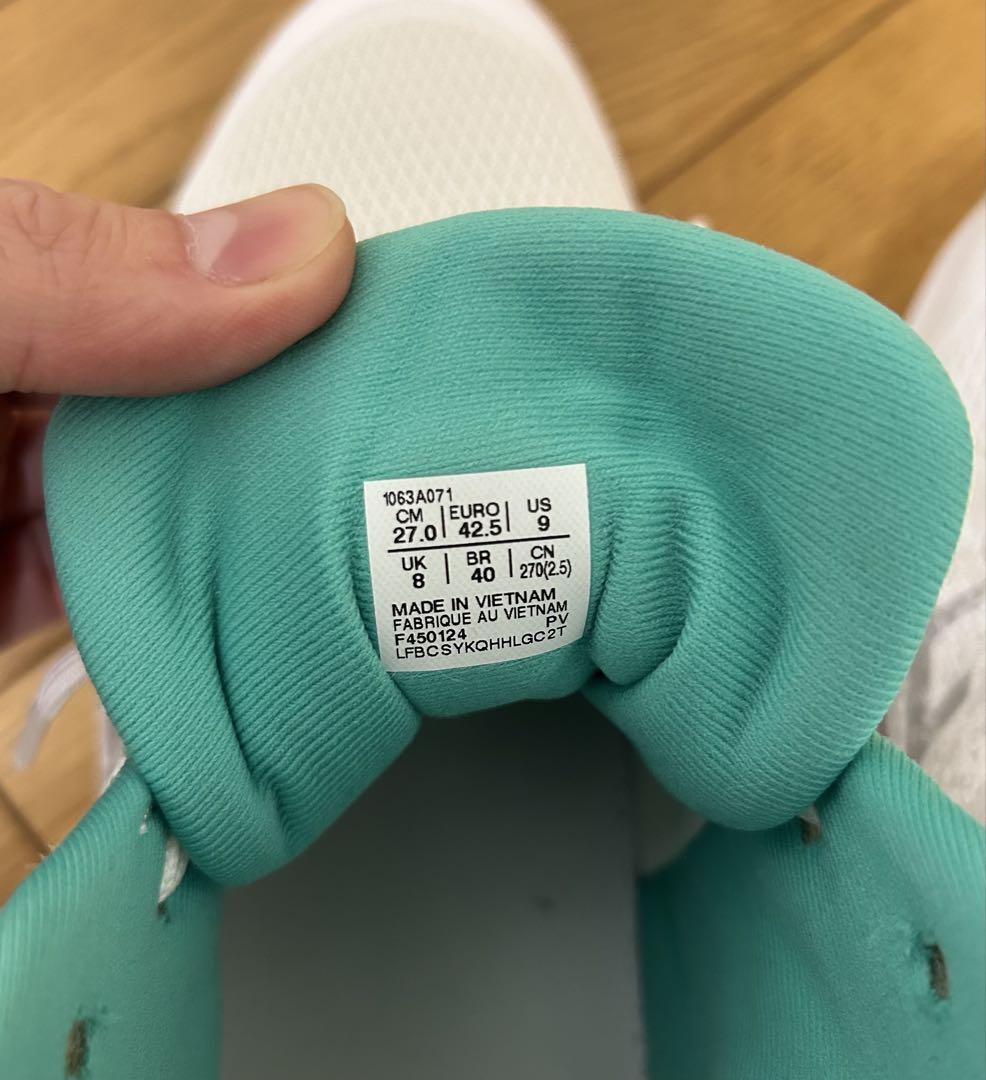 1063A071
CM | EURO | US
27.0 | 42.5 | 9
UK | BR | CN
8 | 40 | 270(2.5)
MADE IN VIETNAM
FABRIQUE AU VIETNAM
F450124 PV
LFBCSYKQHHLGC2T